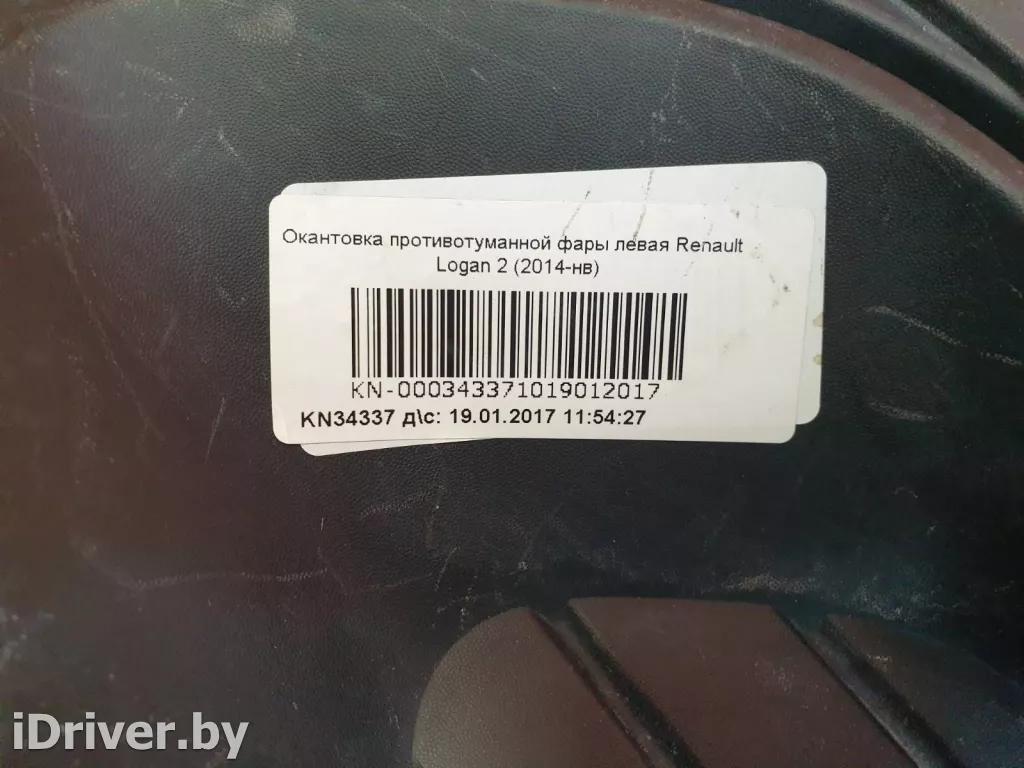 Окантовка противотуманной фары левая Renault
Logan 2 (2014-нв)
KN-000343371019012017
KN34337 д\с: 19.01.2017 11:54:27
iDriver.by